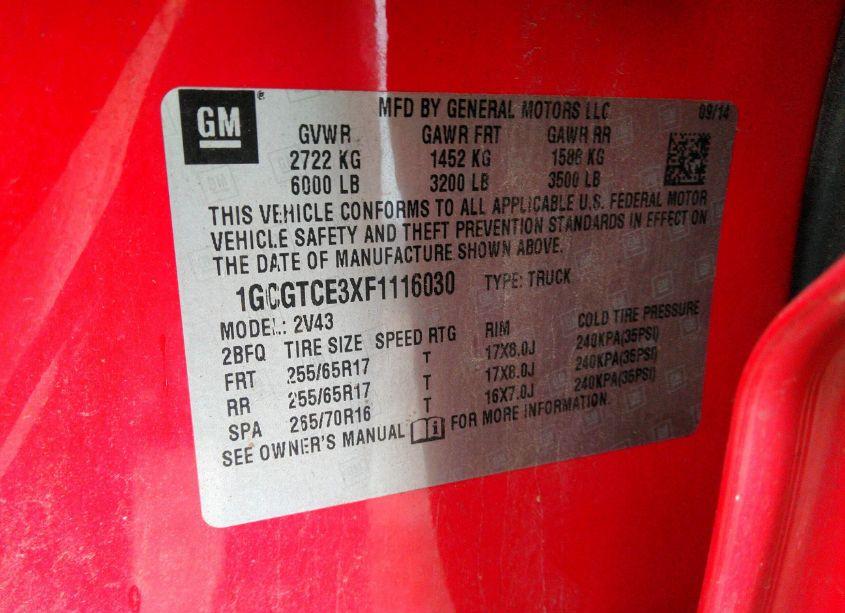 GM
®
MFD BY GENERAL MOTORS LLC 09/14
GVWR GAWR FRT GAWR RR
2722 KG 1452 KG 1588 KG
6000 LB 3200 LB 3500 LB
THIS VEHICLE CONFORMS TO ALL APPLICABLE U.S. FEDERAL MOTOR
VEHICLE SAFETY AND THEFT PREVENTION STANDARDS IN EFFECT ON
THE DATE OF MANUFACTURE SHOWN ABOVE.
1GCGTCE3XF1116030 TYPE: TRUCK
MODEL: 2V43
2BFQ TIRE SIZE SPEED RTG RIM COLD TIRE PRESSURE
FRT 255/65R17 T 17X8.0J 240KPA(35PSI)
RR 255/65R17 T 17X8.0J 240KPA(35PSI)
SPA 265/70R16 T 16X7.0J 240KPA(35PSI)
SEE OWNER'S MANUAL i FOR MORE INFORMATION.